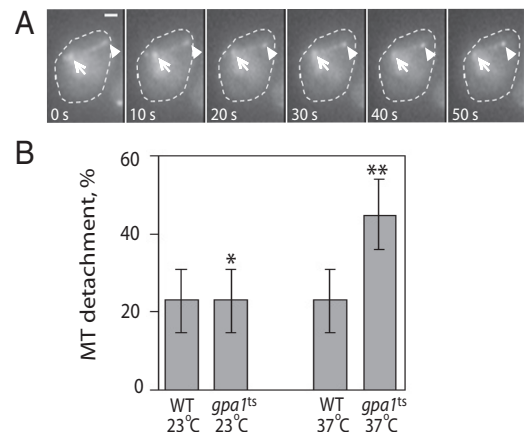 A
0 s
10 s
20 s
30 s
40 s
50 s
B
MT detachment, %
60
40
20
0
*
**
WT
23°C
gpa1ts
23°C
WT
37°C
gpa1ts
37°C